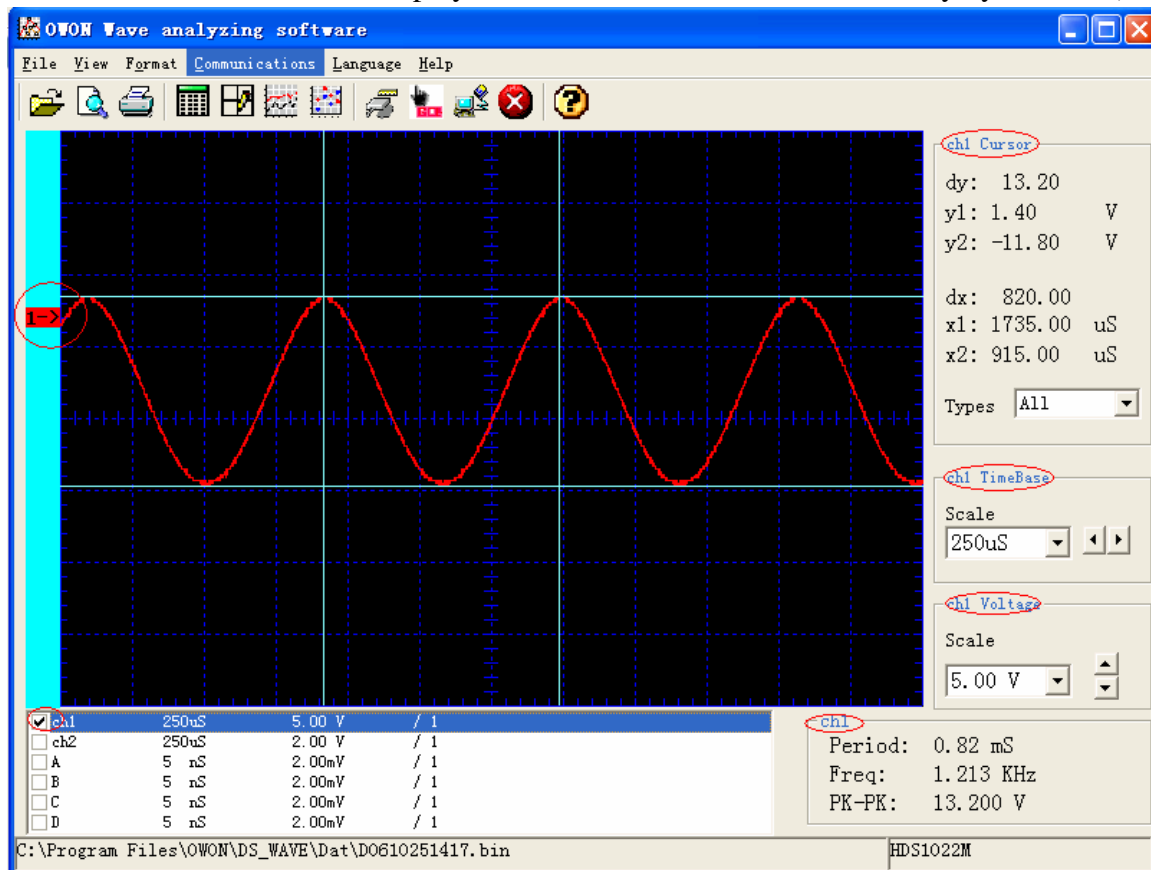 OWON Wave analyzing software
File View Format Communications Language Help
ch1 Cursor
dy: 13.20
y1: 1.40 V
y2: -11.80 V
dx: 820.00
x1: 1735.00 uS
x2: 915.00 uS
Types All
1->
ch1 TimeBase
Scale
250uS
ch1 Voltage
Scale
5.00 V
ch1 250uS 5.00 V / 1
ch2 250uS 2.00 V / 1
A 5 nS 2.00mV / 1
B 5 nS 2.00mV / 1
C 5 nS 2.00mV / 1
D 5 nS 2.00mV / 1
ch1
Period: 0.82 mS
Freq: 1.213 KHz
PK-PK: 13.200 V
C:\Program Files\OWON\DS_WAVE\Dat\D0610251417.bin HDS1022M